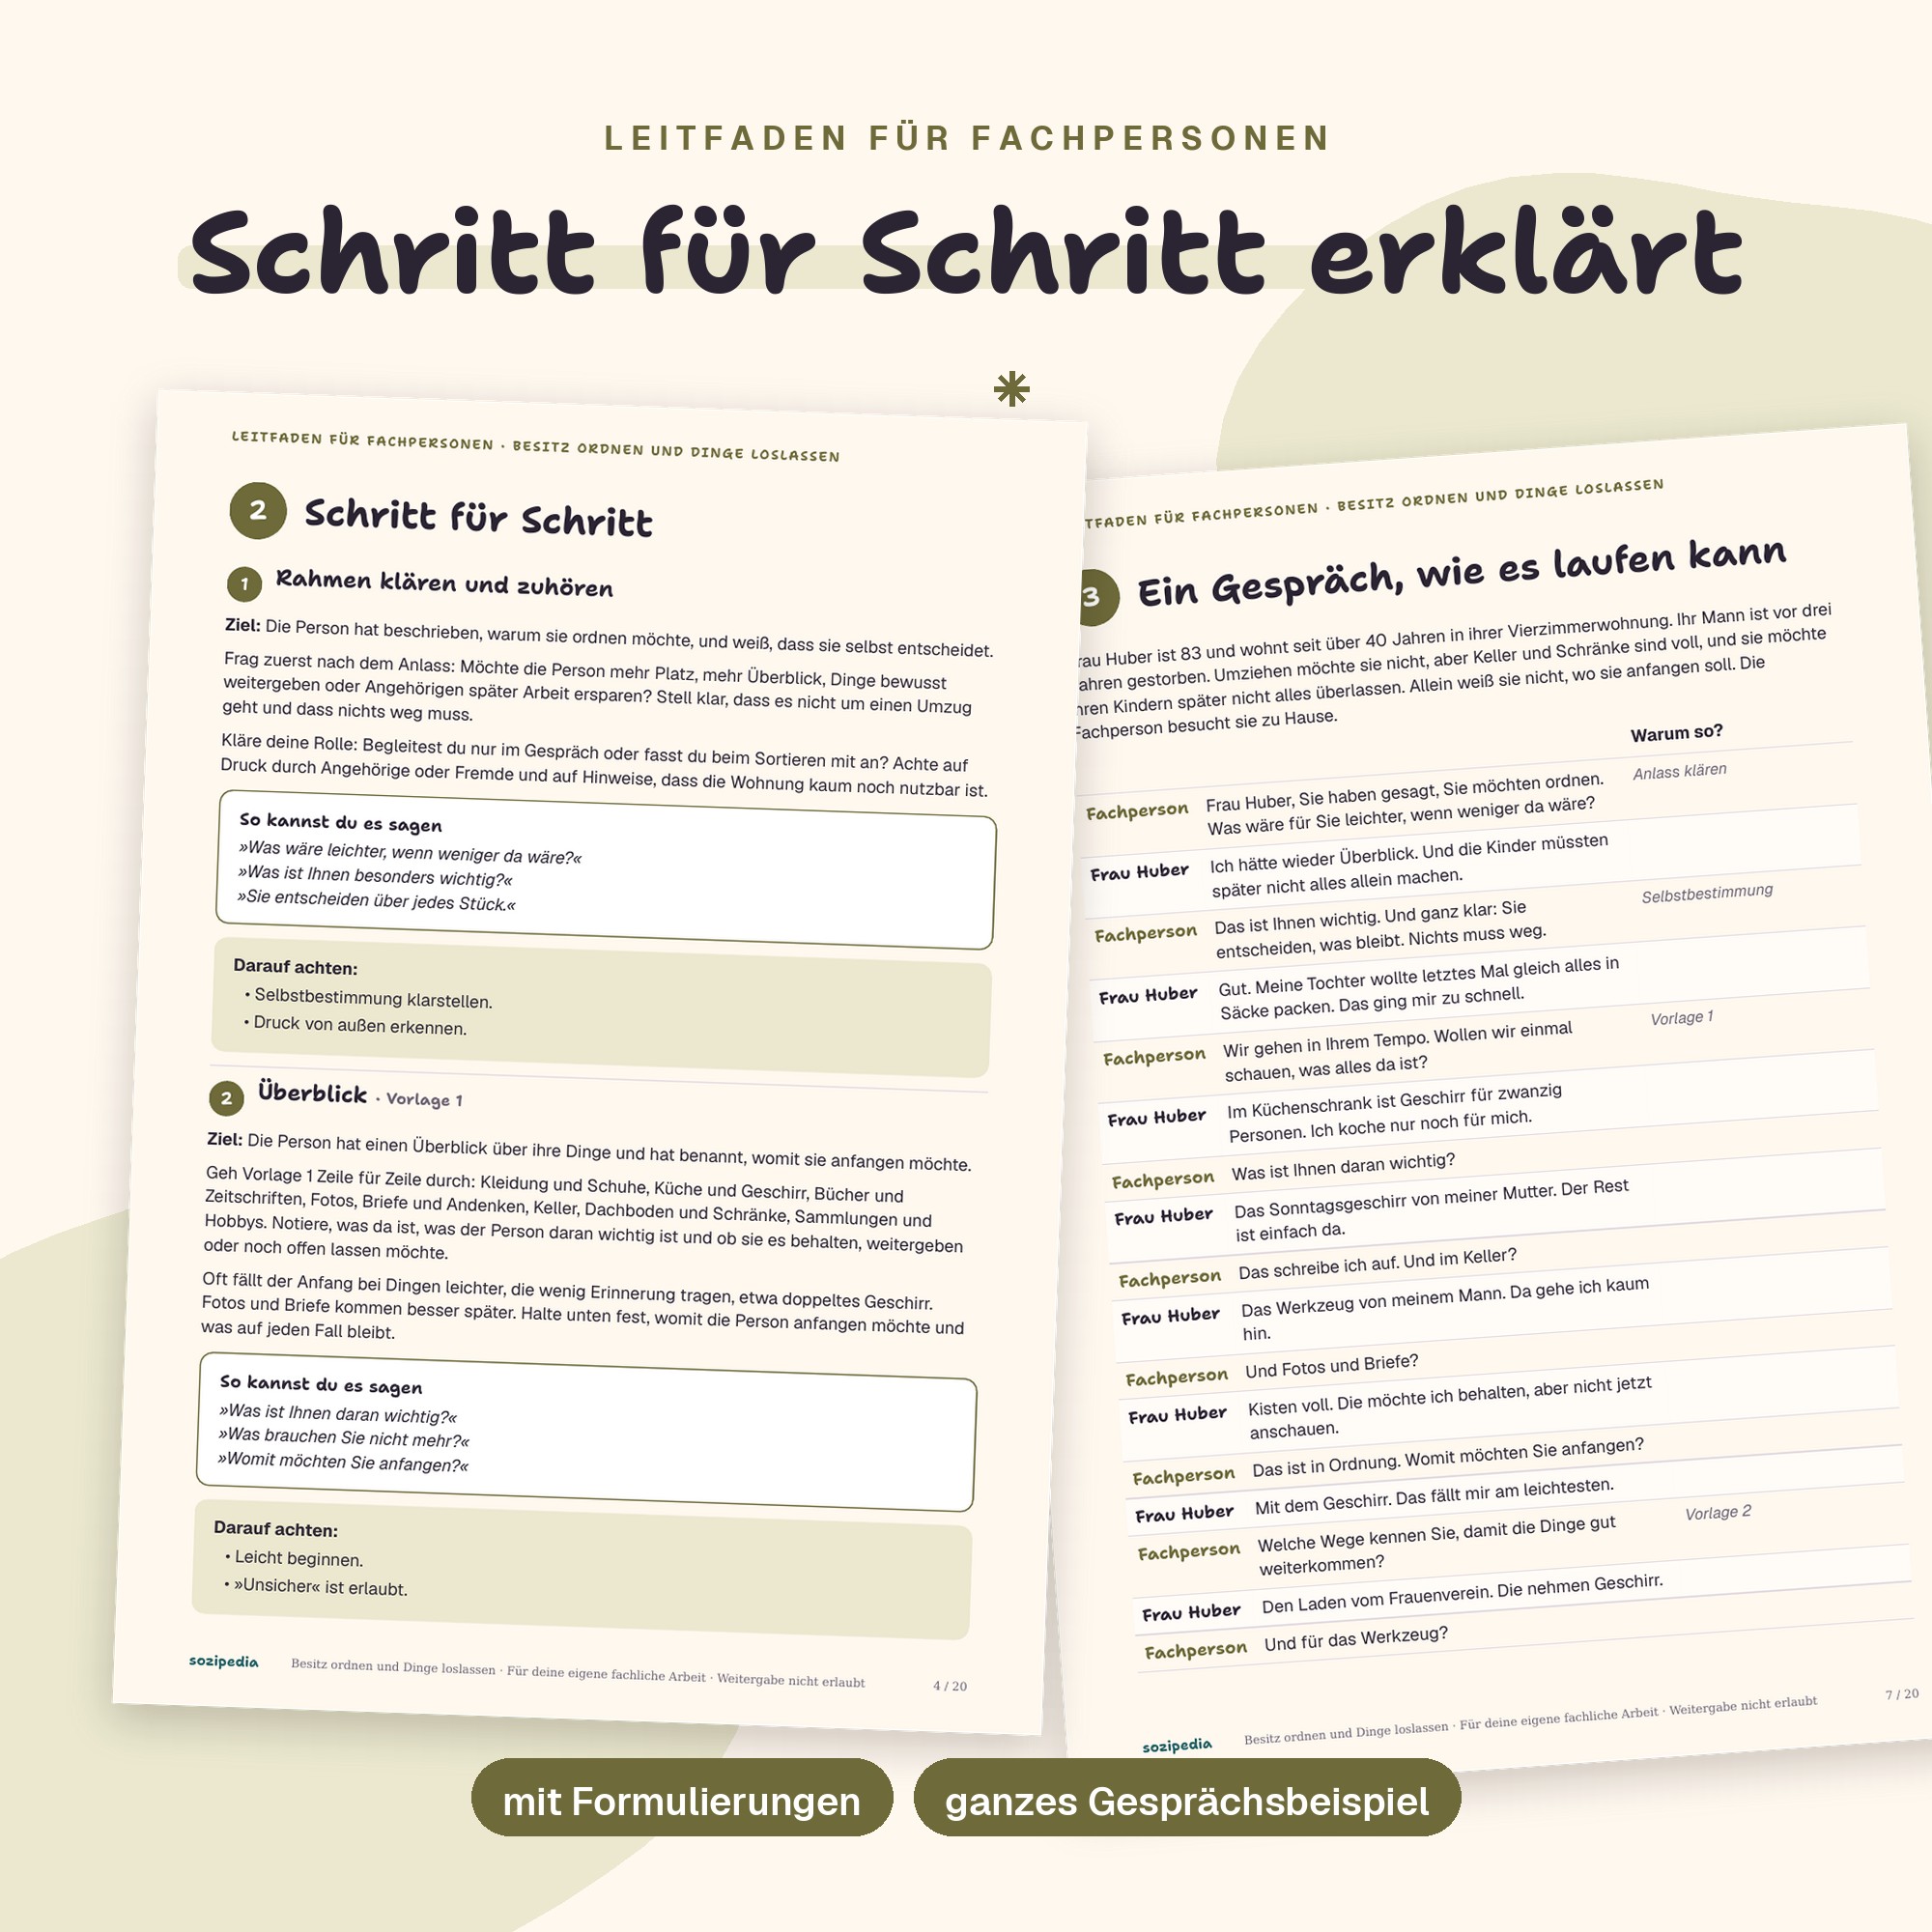 LEITFADEN FÜR FACHPERSONEN
Schritt für Schritt erklärt
LEITFADEN FÜR FACHPERSONEN · BESITZ ORDNEN UND DINGE LOSLASSEN
2 Schritt für Schritt
1 Rahmen klären und zuhören
Ziel: Die Person hat beschrieben, warum sie ordnen möchte, und weiß, dass sie selbst entscheidet.
Frag zuerst nach dem Anlass: Möchte die Person mehr Platz, mehr Überblick, Dinge bewusst
weitergeben oder Angehörigen später Arbeit ersparen? Stell klar, dass es nicht um einen Umzug
geht und dass nichts weg muss.
Kläre deine Rolle: Begleitest du nur im Gespräch oder fasst du beim Sortieren mit an? Achte auf
Druck durch Angehörige oder Fremde und auf Hinweise, dass die Wohnung kaum noch nutzbar ist.
So kannst du es sagen
»Was wäre leichter, wenn weniger da wäre?«
»Was ist Ihnen besonders wichtig?«
»Sie entscheiden über jedes Stück.«
Darauf achten:
• Selbstbestimmung klarstellen.
• Druck von außen erkennen.
2 Überblick · Vorlage 1
Ziel: Die Person hat einen Überblick über ihre Dinge und hat benannt, womit sie anfangen möchte.
Geh Vorlage 1 Zeile für Zeile durch: Kleidung und Schuhe, Küche und Geschirr, Bücher und
Zeitschriften, Fotos, Briefe und Andenken, Keller, Dachboden und Schränke, Sammlungen und
Hobbys. Notiere, was da ist, was der Person daran wichtig ist und ob sie es behalten, weitergeben
oder noch offen lassen möchte.
Oft fällt der Anfang bei Dingen leichter, die wenig Erinnerung tragen, etwa doppeltes Geschirr.
Fotos und Briefe kommen besser später. Halte unten fest, womit die Person anfangen möchte und
was auf jeden Fall bleibt.
So kannst du es sagen
»Was ist Ihnen daran wichtig?«
»Was brauchen Sie nicht mehr?«
»Womit möchten Sie anfangen?«
Darauf achten:
• Leicht beginnen.
• »Unsicher« ist erlaubt.
sozipedia Besitz ordnen und Dinge loslassen · Für deine eigene fachliche Arbeit · Weitergabe nicht erlaubt 4 / 20
TFADEN FÜR FACHPERSONEN · BESITZ ORDNEN UND DINGE LOSLASSEN
3 Ein Gespräch, wie es laufen kann
rau Huber ist 83 und wohnt seit über 40 Jahren in ihrer Vierzimmerwohnung. Ihr Mann ist vor drei
ahren gestorben. Umziehen möchte sie nicht, aber Keller und Schränke sind voll, und sie möchte
hren Kindern später nicht alles überlassen. Allein weiß sie nicht, wo sie anfangen soll. Die
Fachperson besucht sie zu Hause.
Warum so?
Fachperson Frau Huber, Sie haben gesagt, Sie möchten ordnen. Anlass klären
Was wäre für Sie leichter, wenn weniger da wäre?
Frau Huber Ich hätte wieder Überblick. Und die Kinder müssten
später nicht alles allein machen.
Fachperson Das ist Ihnen wichtig. Und ganz klar: Sie Selbstbestimmung
entscheiden, was bleibt. Nichts muss weg.
Frau Huber Gut. Meine Tochter wollte letztes Mal gleich alles in
Säcke packen. Das ging mir zu schnell.
Fachperson Wir gehen in Ihrem Tempo. Wollen wir einmal Vorlage 1
schauen, was alles da ist?
Frau Huber Im Küchenschrank ist Geschirr für zwanzig
Personen. Ich koche nur noch für mich.
Fachperson Was ist Ihnen daran wichtig?
Frau Huber Das Sonntagsgeschirr von meiner Mutter. Der Rest
ist einfach da.
Fachperson Das schreibe ich auf. Und im Keller?
Frau Huber Das Werkzeug von meinem Mann. Da gehe ich kaum
hin.
Fachperson Und Fotos und Briefe?
Frau Huber Kisten voll. Die möchte ich behalten, aber nicht jetzt
anschauen.
Fachperson Das ist in Ordnung. Womit möchten Sie anfangen?
Frau Huber Mit dem Geschirr. Das fällt mir am leichtesten.
Fachperson Welche Wege kennen Sie, damit die Dinge gut Vorlage 2
weiterkommen?
Frau Huber Den Laden vom Frauenverein. Die nehmen Geschirr.
Fachperson Und für das Werkzeug?
sozipedia Besitz ordnen und Dinge loslassen · Für deine eigene fachliche Arbeit · Weitergabe nicht erlaubt 7 / 20
mit Formulierungen
ganzes Gesprächsbeispiel